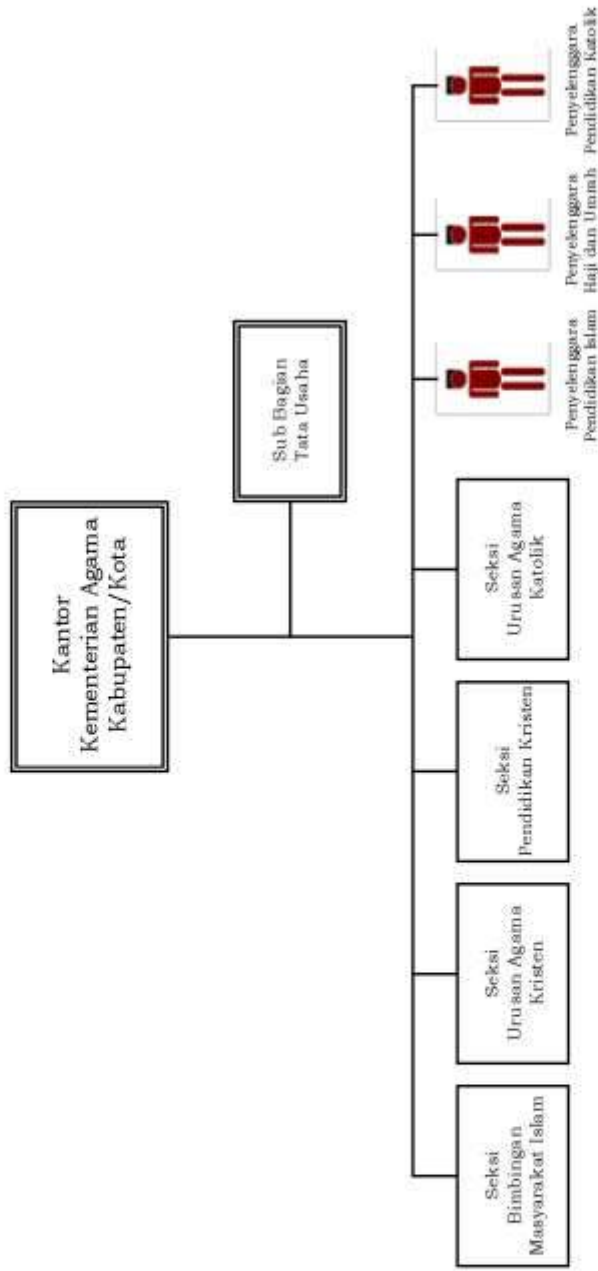 Kantor
Kementerian Agama
Kabupaten/Kota
Sub Bagian
Tata Usaha
Seksi
Bimbingan
Masyarakat Islam
Seksi
Urusan Agama
Kristen
Seksi
Pendidikan Kristen
Seksi
Urusan Agama
Katolik
Penyelenggara
Pendidikan Islam
Penyelenggara
Haji dan Umrah
Penyelenggara
Pendidikan Katolik